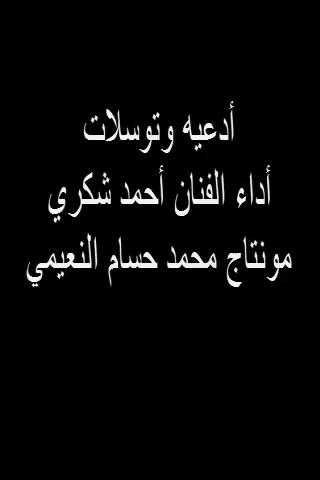 أدعيه وتوسلات
أداء الفنان أحمد شكري
مونتاج محمد حسام النعيمي